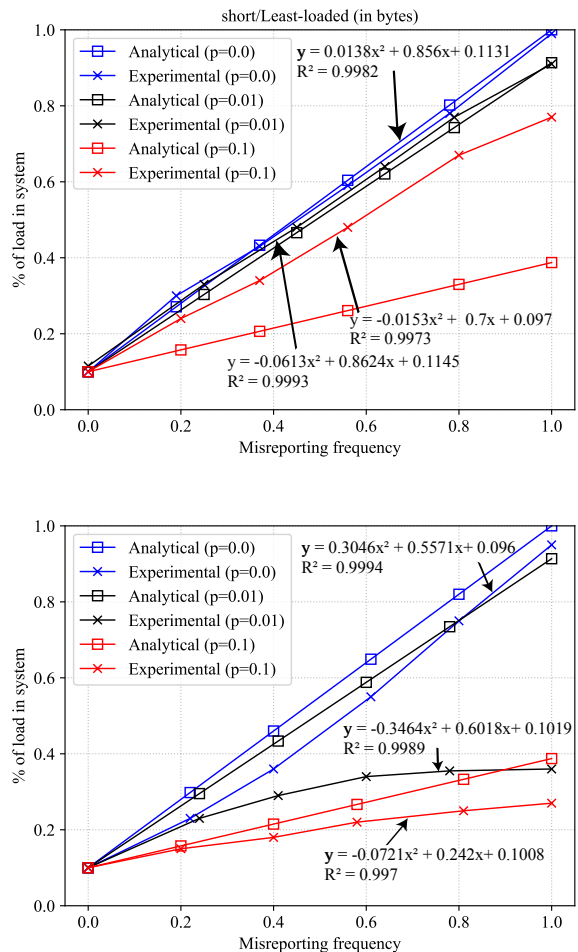 short/Least-loaded (in bytes)
1.0
0.8
0.6
0.4
0.2
0.0
% of load in system
Analytical (p=0.0)
Experimental (p=0.0)
Analytical (p=0.01)
Experimental (p=0.01)
Analytical (p=0.1)
Experimental (p=0.1)
y = 0.0138x² + 0.856x+ 0.1131
R² = 0.9982
y = -0.0153x² + 0.7x + 0.097
R² = 0.9973
y = -0.0613x² + 0.8624x + 0.1145
R² = 0.9993
0.0 0.2 0.4 0.6 0.8 1.0
Misreporting frequency
1.0
0.8
0.6
0.4
0.2
0.0
% of load in system
Analytical (p=0.0)
Experimental (p=0.0)
Analytical (p=0.01)
Experimental (p=0.01)
Analytical (p=0.1)
Experimental (p=0.1)
y = 0.3046x² + 0.5571x+ 0.096
R² = 0.9994
y = -0.3464x² + 0.6018x+ 0.1019
R² = 0.9989
y = -0.0721x² + 0.242x+ 0.1008
R² = 0.997
0.0 0.2 0.4 0.6 0.8 1.0
Misreporting frequency